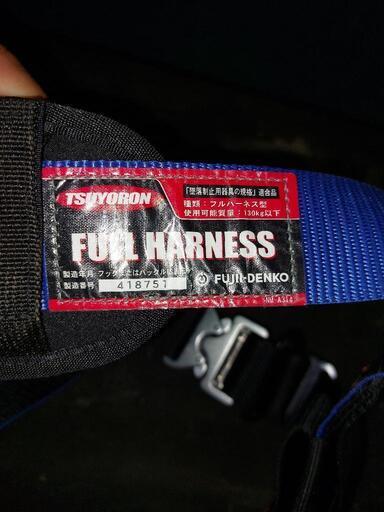 TSUYORON
「墜落制止用器具の規格」適合品
種類：フルハーネス型
使用可能質量：130kg以下
FULL HARNESS
製造年月 フックまたはバックルに
製造番号 418751
FUJII-DENKO